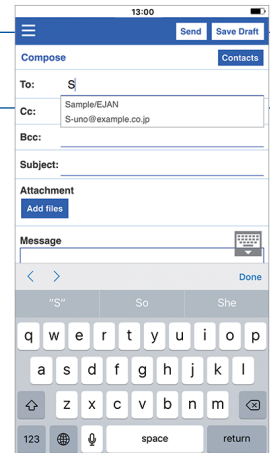 13:00
Send Save Draft
Compose Contacts
To: S
Sample/EJAN
Cc:
S-uno@example.co.jp
Bcc:
Subject:
Attachment
Add files
Message
Done
"S" So She
q w e r t y u i o p
a s d f g h j k l
z x c v b n m
123 space return